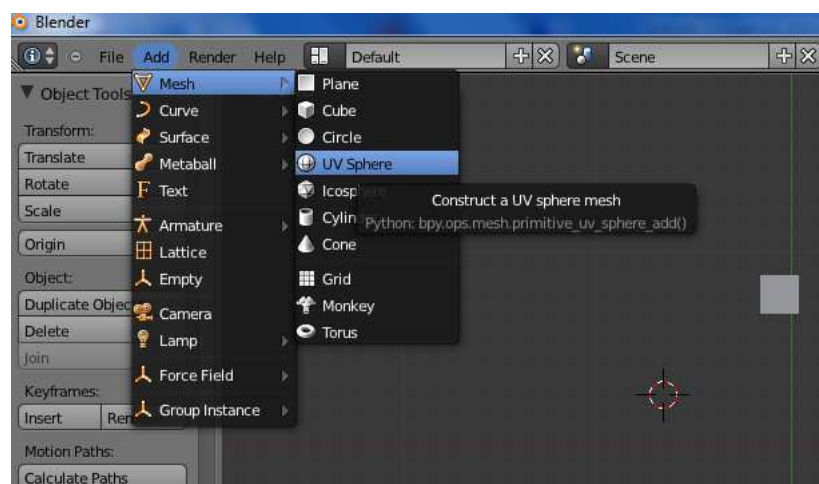 Blender
File Add Render Help Default Scene
Object Tools
Transform:
Translate
Rotate
Scale
Origin
Object:
Duplicate Objec
Delete
Join
Keyframes:
Insert Re
Motion Paths:
Calculate Paths
Mesh
Curve
Surface
Metaball
Text
Armature
Lattice
Empty
Camera
Lamp
Force Field
Group Instance
Plane
Cube
Circle
UV Sphere
Icosp
Cylin
Cone
Grid
Monkey
Torus
Construct a UV sphere mesh
Python: bpy.ops.mesh.primitive_uv_sphere_add()